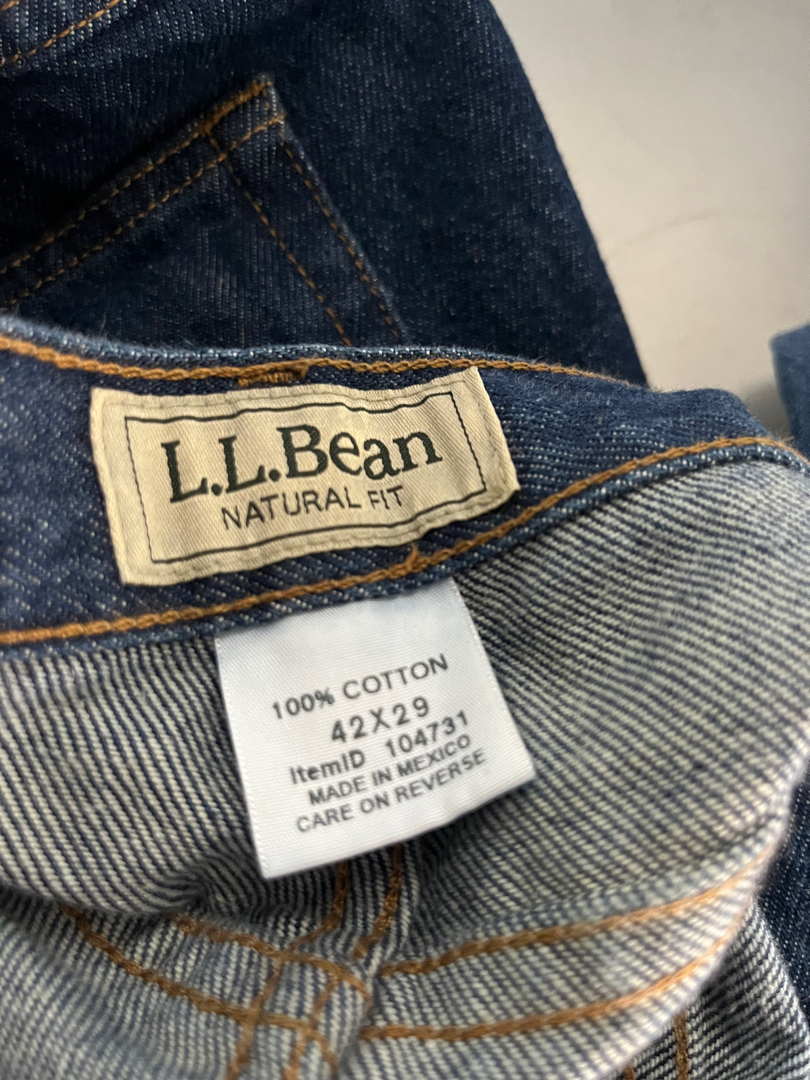 L.L.Bean
NATURAL FIT
100% COTTON
42X29
ItemID 104731
MADE IN MEXICO
CARE ON REVERSE